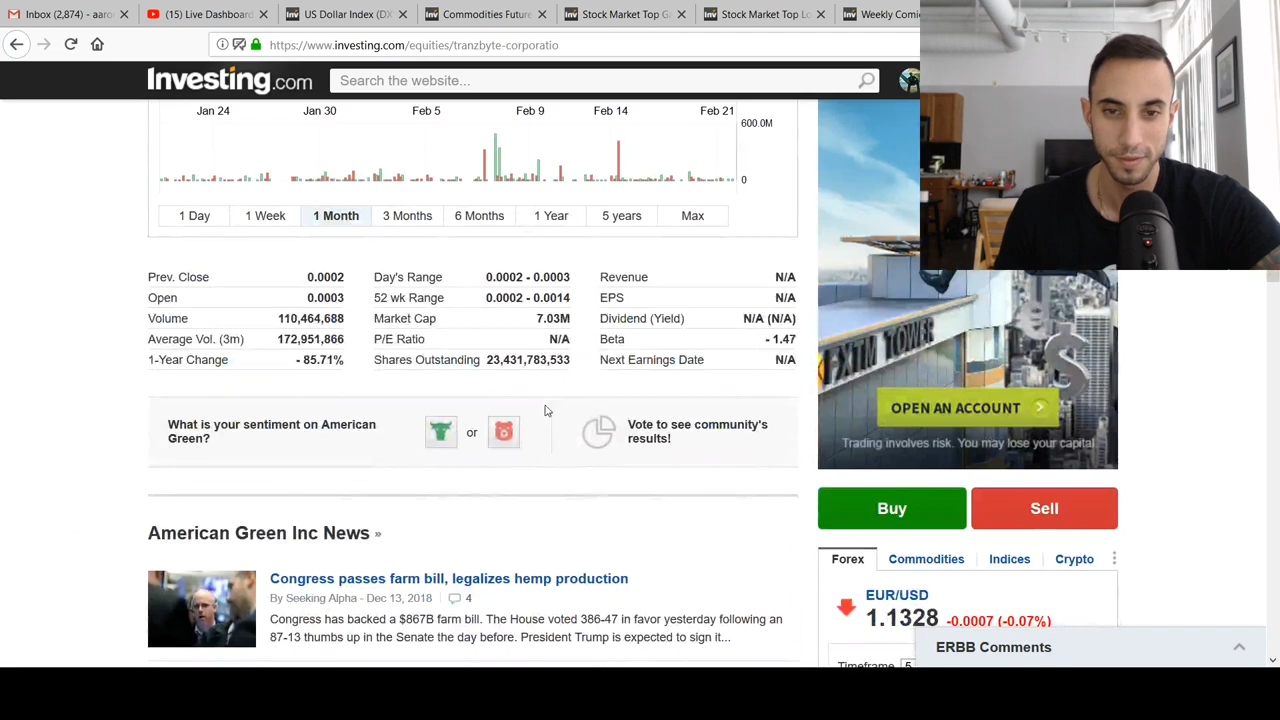 Inbox (2,874) - aaro
(15) Live Dashboard
US Dollar Index (DX
Commodities Future
Stock Market Top G
Stock Market Top Lo
Weekly Comi
https://www.investing.com/equities/tranzbyte-corporatio
Investing.com
Search the website...
Jan 24
Jan 30
Feb 5
Feb 9
Feb 14
Feb 21
600.0M
0
1 Day
1 Week
1 Month
3 Months
6 Months
1 Year
5 years
Max
Prev. Close 0.0002
Day's Range 0.0002 - 0.0003
Revenue N/A
Open 0.0003
52 wk Range 0.0002 - 0.0014
EPS N/A
Volume 110,464,688
Market Cap 7.03M
Dividend (Yield) N/A (N/A)
Average Vol. (3m) 172,951,866
P/E Ratio N/A
Beta - 1.47
1-Year Change - 85.71%
Shares Outstanding 23,431,783,533
Next Earnings Date N/A
What is your sentiment on American
Green?
or
Vote to see community's
results!
American Green Inc News »
Congress passes farm bill, legalizes hemp production
By Seeking Alpha - Dec 13, 2018 4
Congress has backed a $867B farm bill. The House voted 386-47 in favor yesterday following an
87-13 thumbs up in the Senate the day before. President Trump is expected to sign it...
TOWER
OPEN AN ACCOUNT
Trading involves risk. You may lose your capital
Buy
Sell
Forex
Commodities
Indices
Crypto
EUR/USD
1.1328 -0.0007 (-0.07%)
ERBB Comments
Timeframe 5